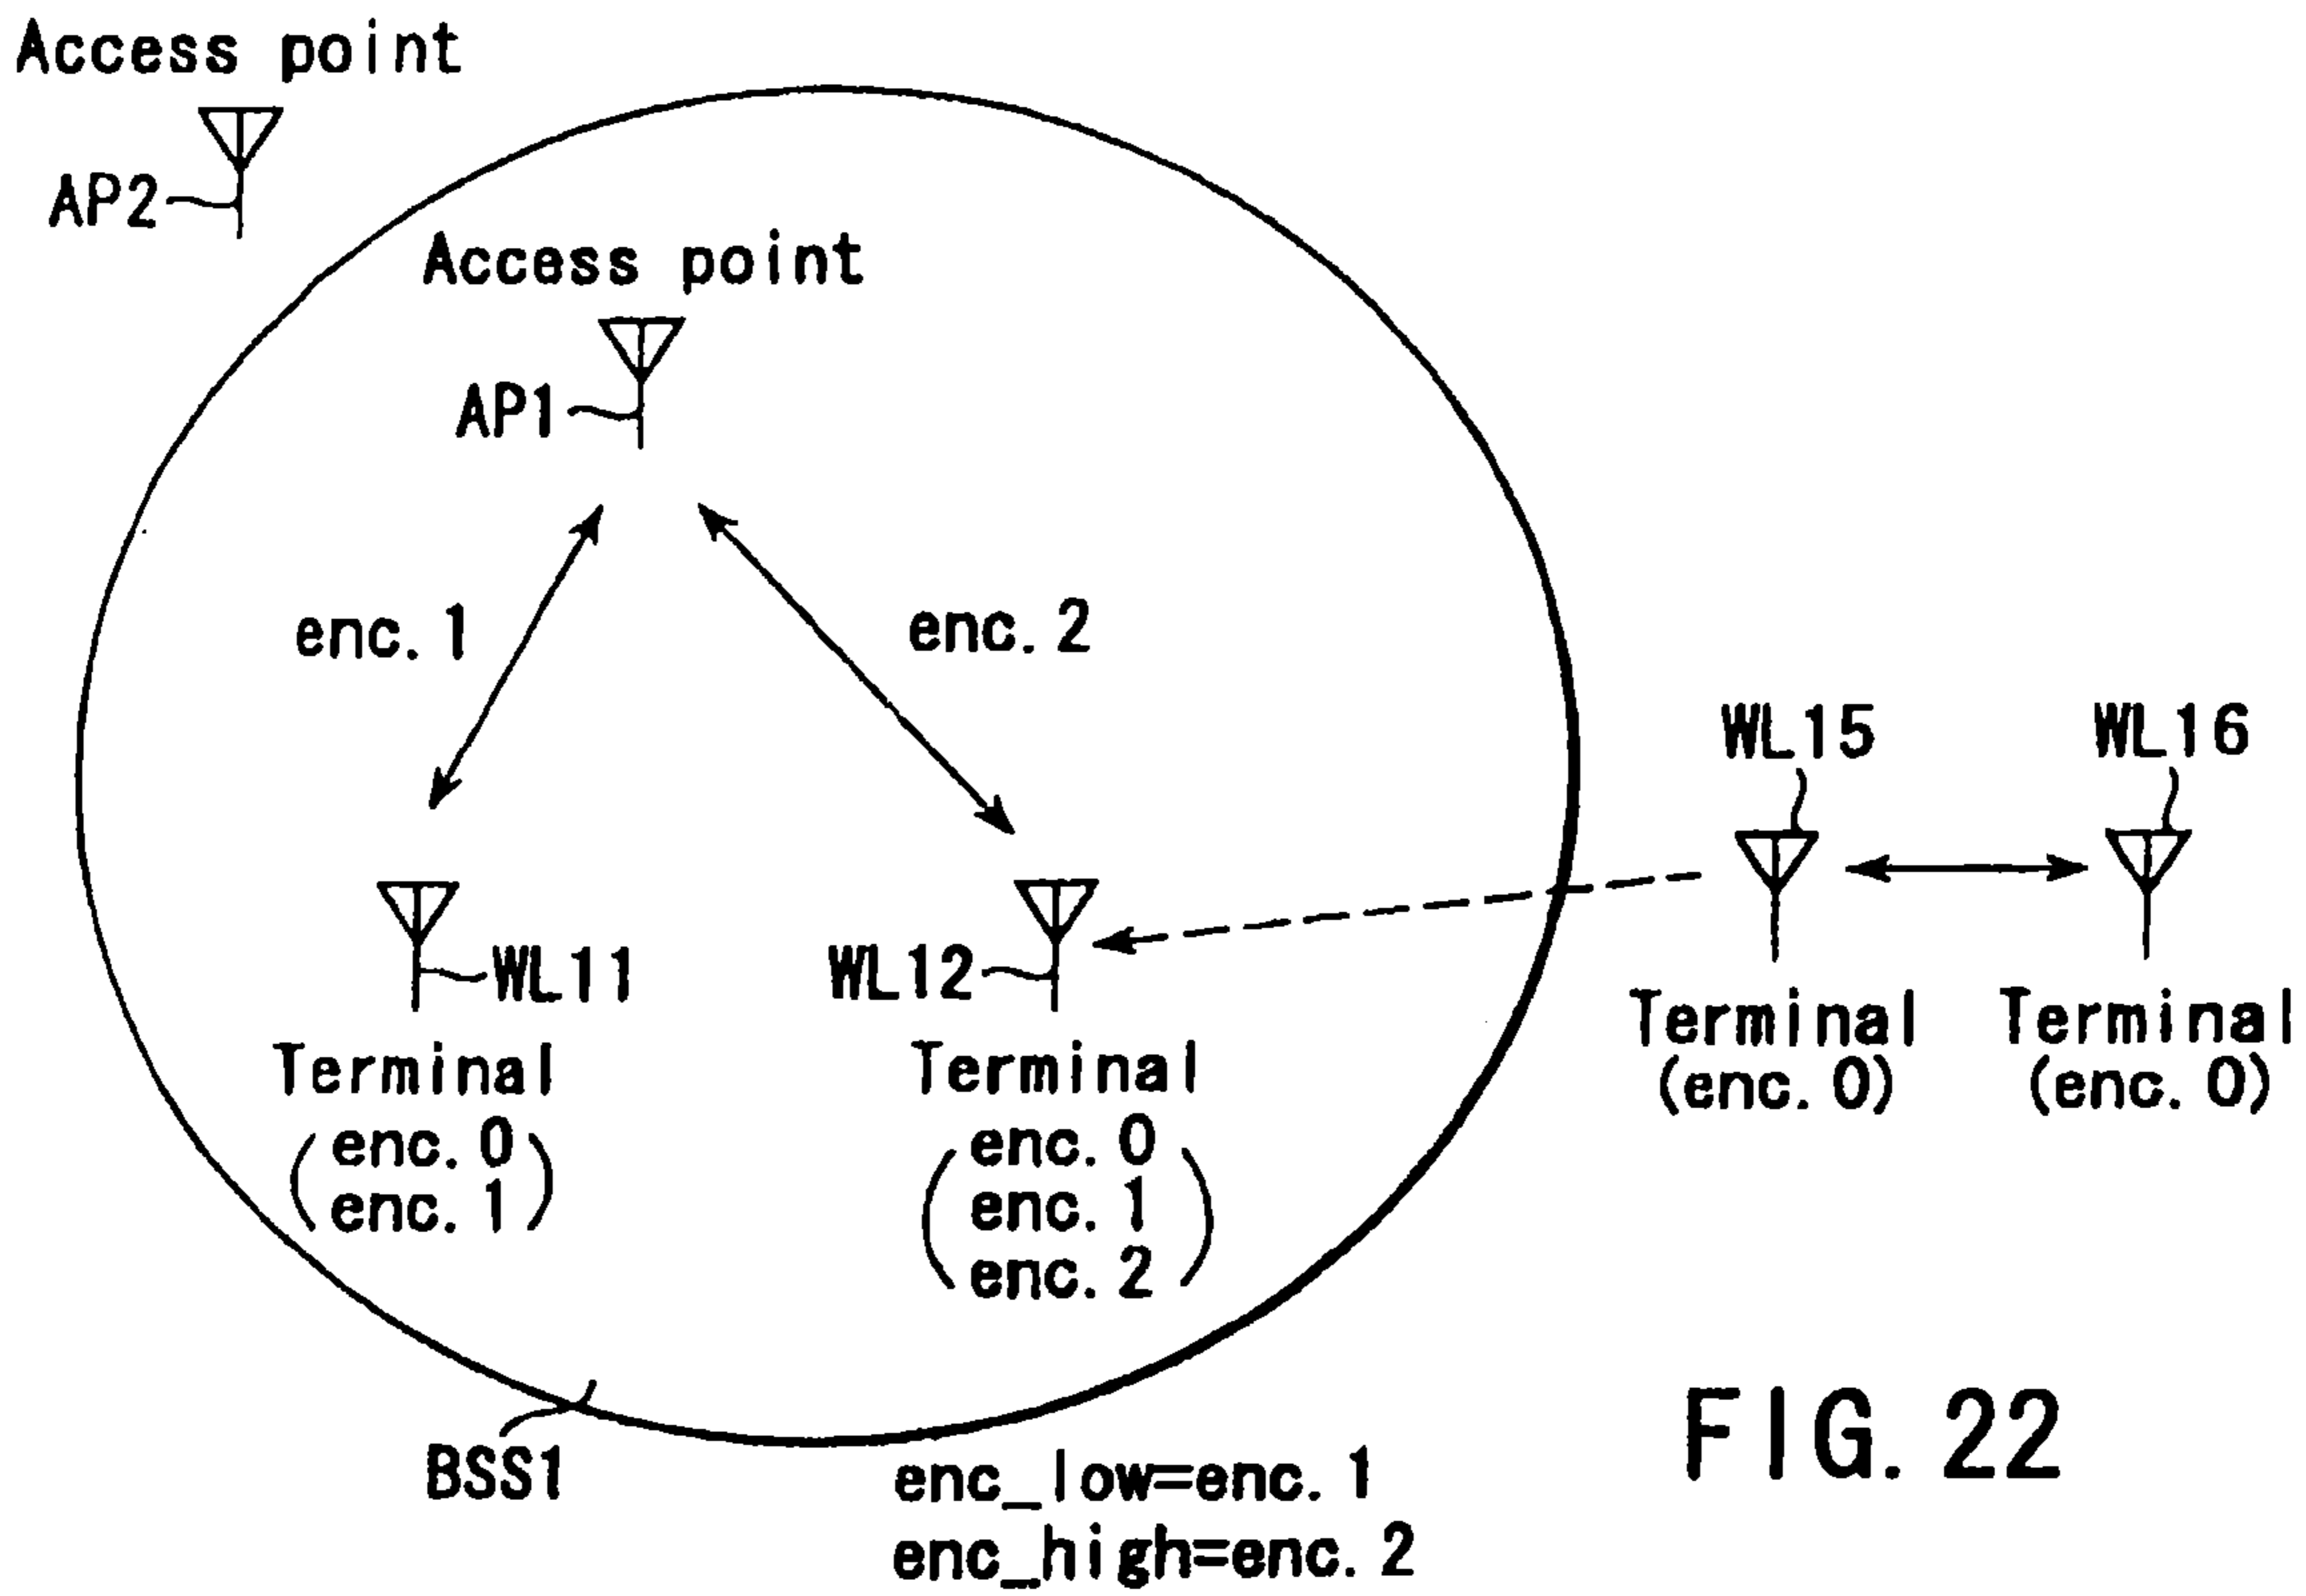 Access point
AP2
Access point
AP1
enc. 1
enc. 2
WL15
WL16
WL11
WL12
Terminal
(enc. 0)
Terminal
(enc. 0)
Terminal
(enc. 0
enc. 1)
Terminal
(enc. 0
enc. 1
enc. 2)
BSS1
enc_low=enc. 1
enc_high=enc. 2
FIG. 22